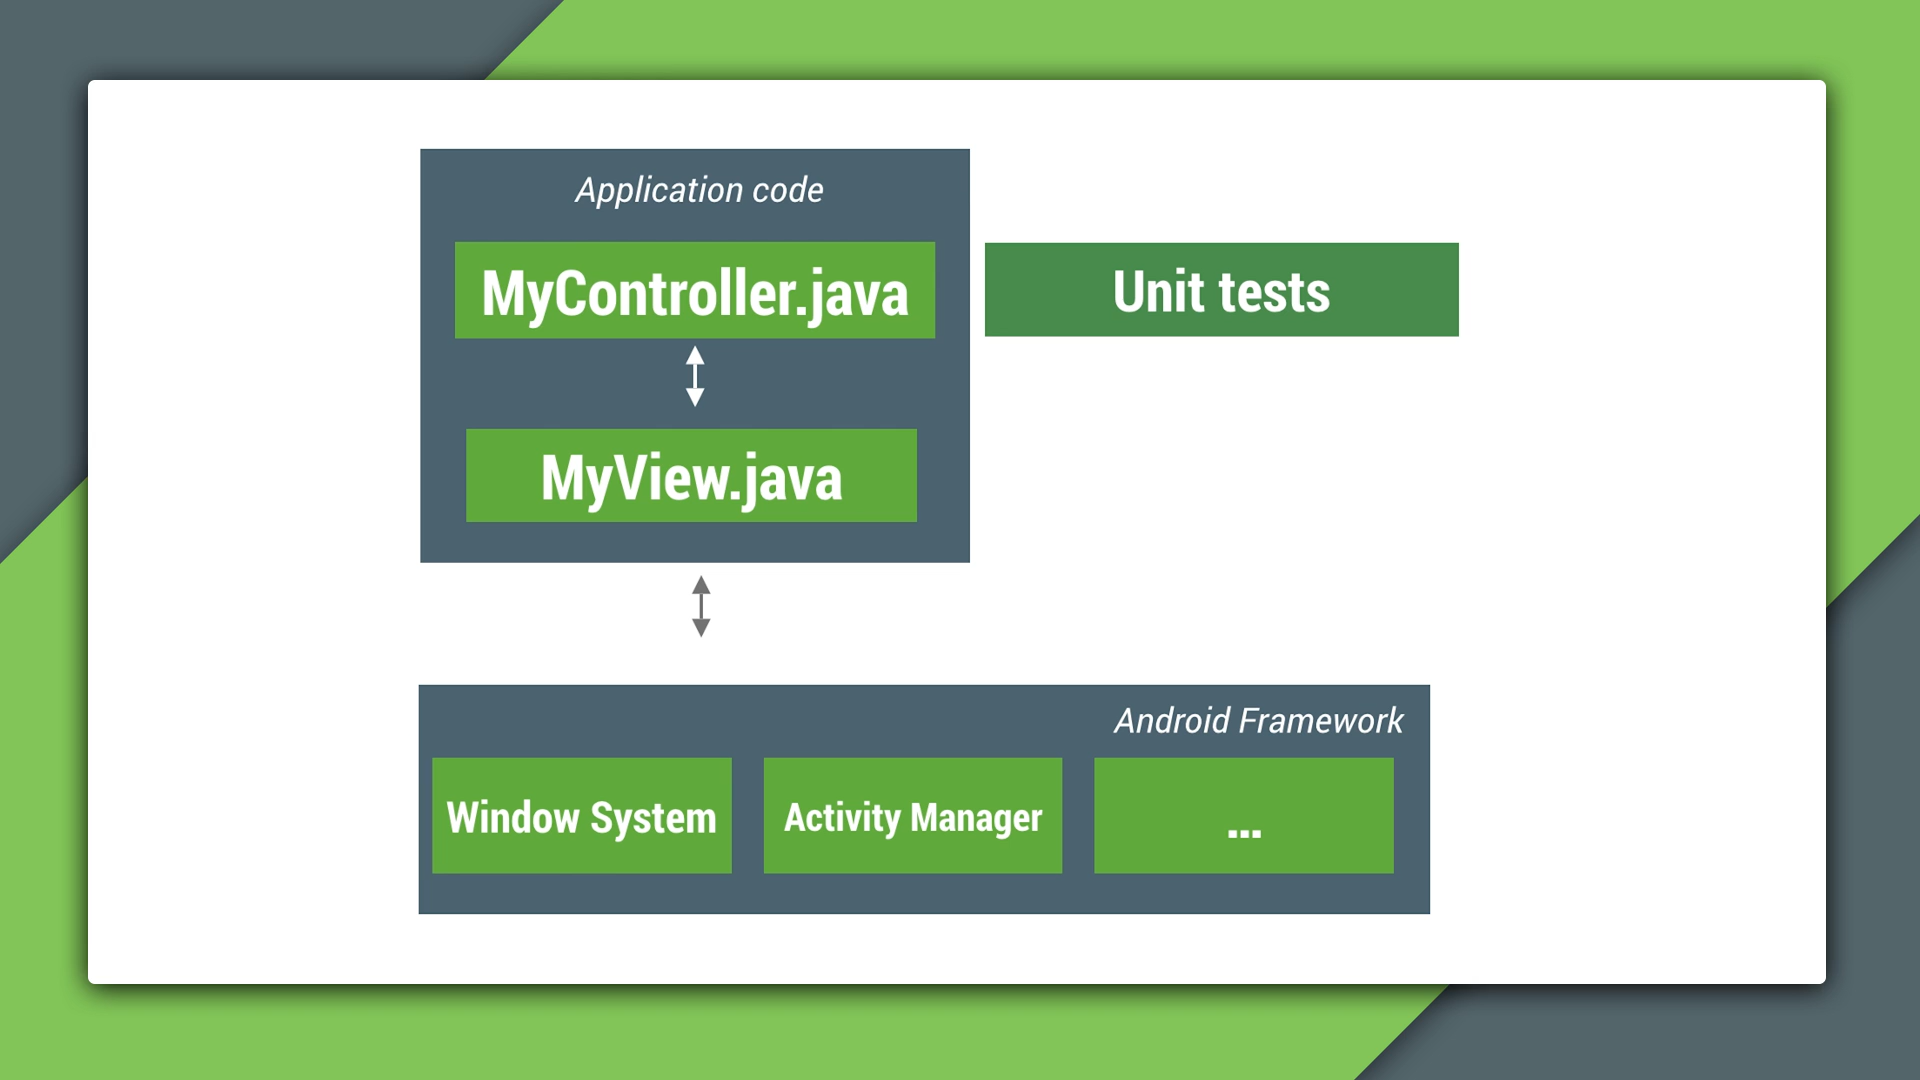 Application code
MyController.java
Unit tests
MyView.java
Android Framework
Window System
Activity Manager
...